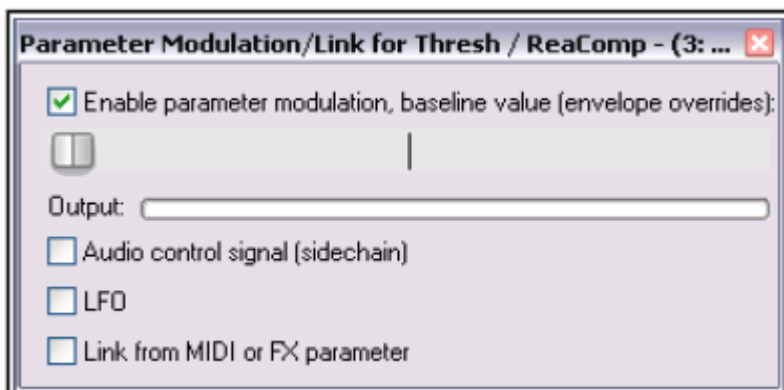 Parameter Modulation/Link for Thresh / ReaComp - (3: ...
Enable parameter modulation, baseline value (envelope overrides):
Output:
Audio control signal (sidechain)
LFO
Link from MIDI or FX parameter